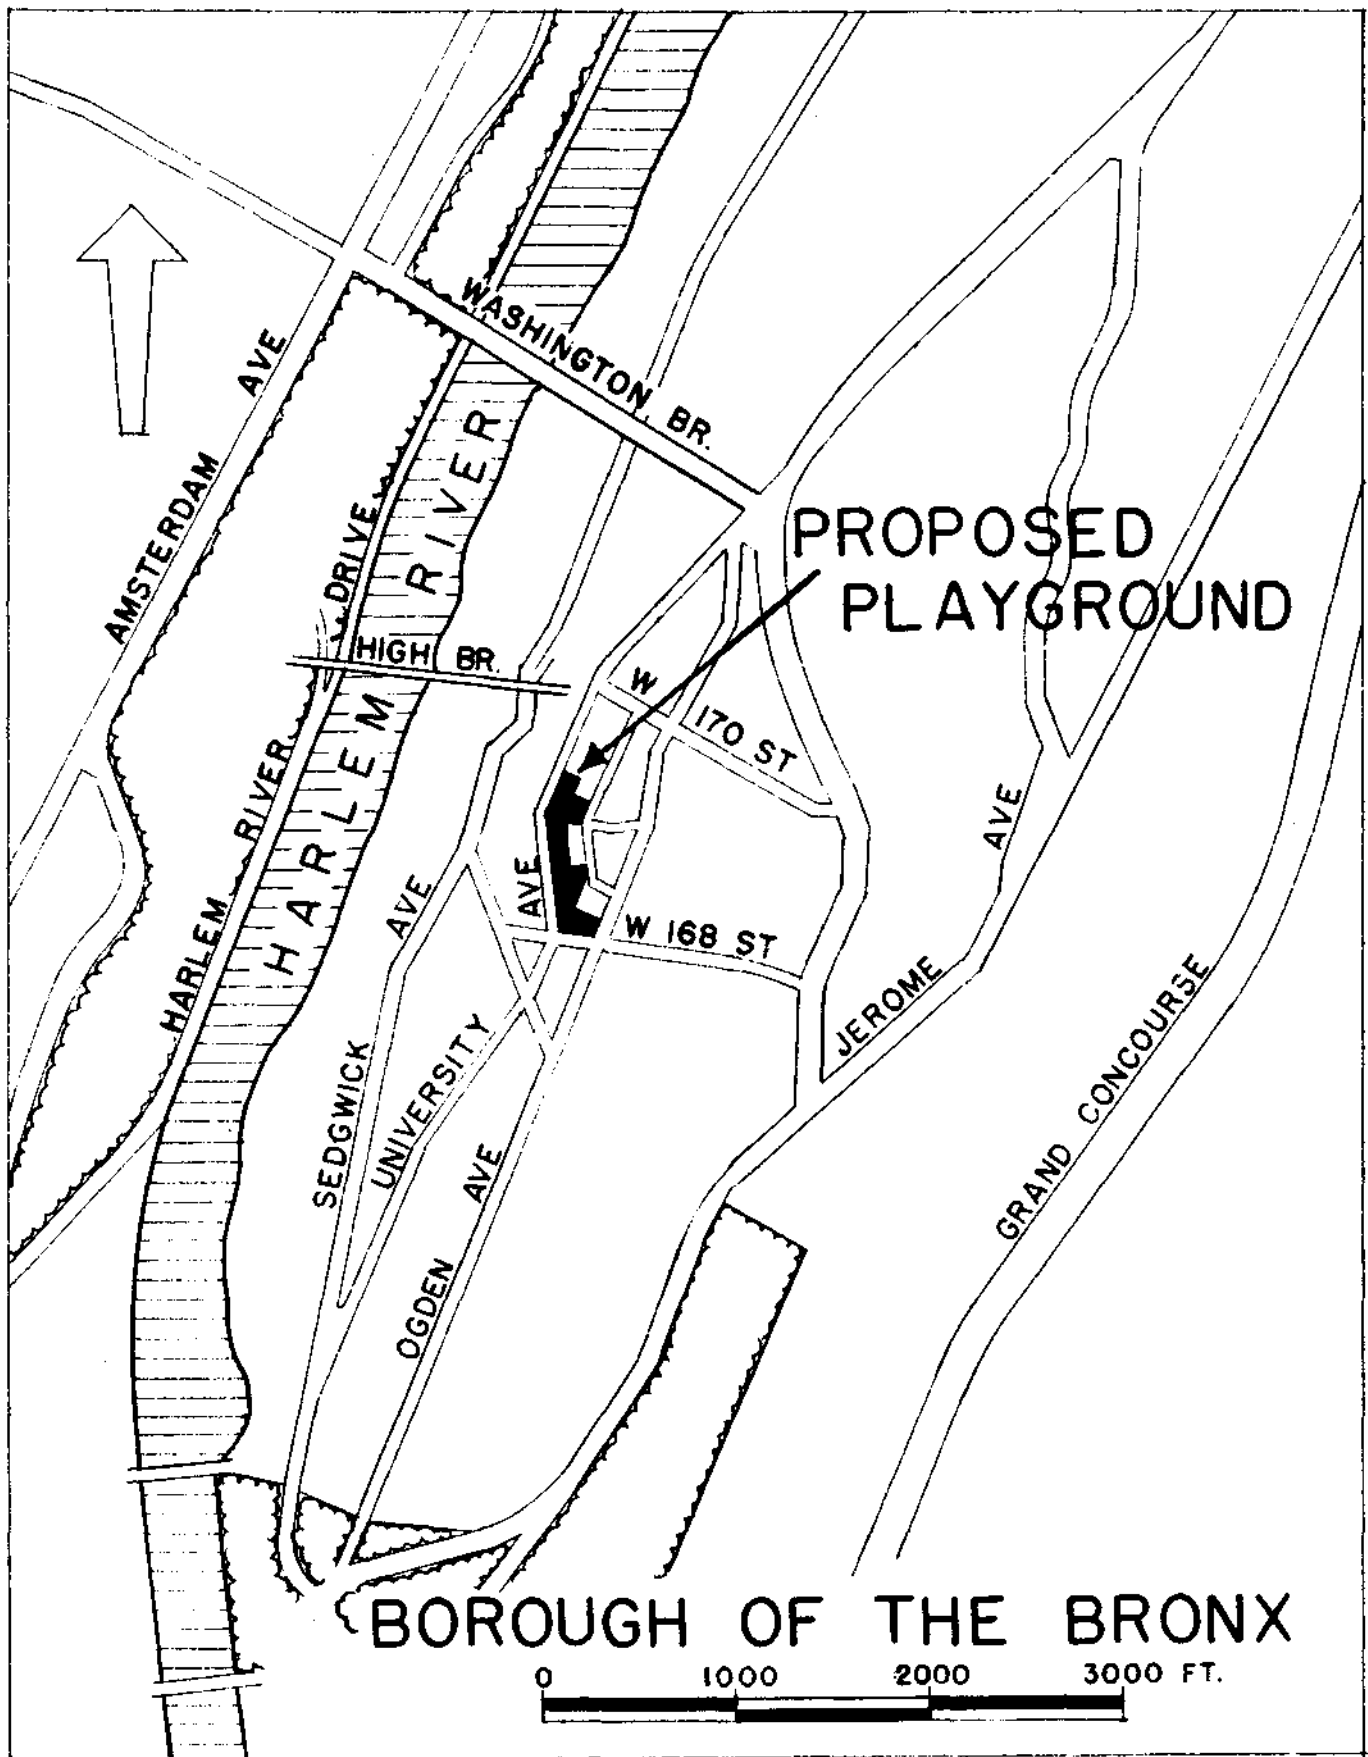 WASHINGTON BR.
AMSTERDAM AVE
HARLEM RIVER DRIVE
HARLEM RIVER
HIGH BR.
PROPOSED
PLAYGROUND
W 170 ST
AVE
W 168 ST
SEDGWICK AVE
UNIVERSITY
OGDEN AVE
JEROME AVE
GRAND CONCOURSE
BOROUGH OF THE BRONX
0 1000 2000 3000 FT.